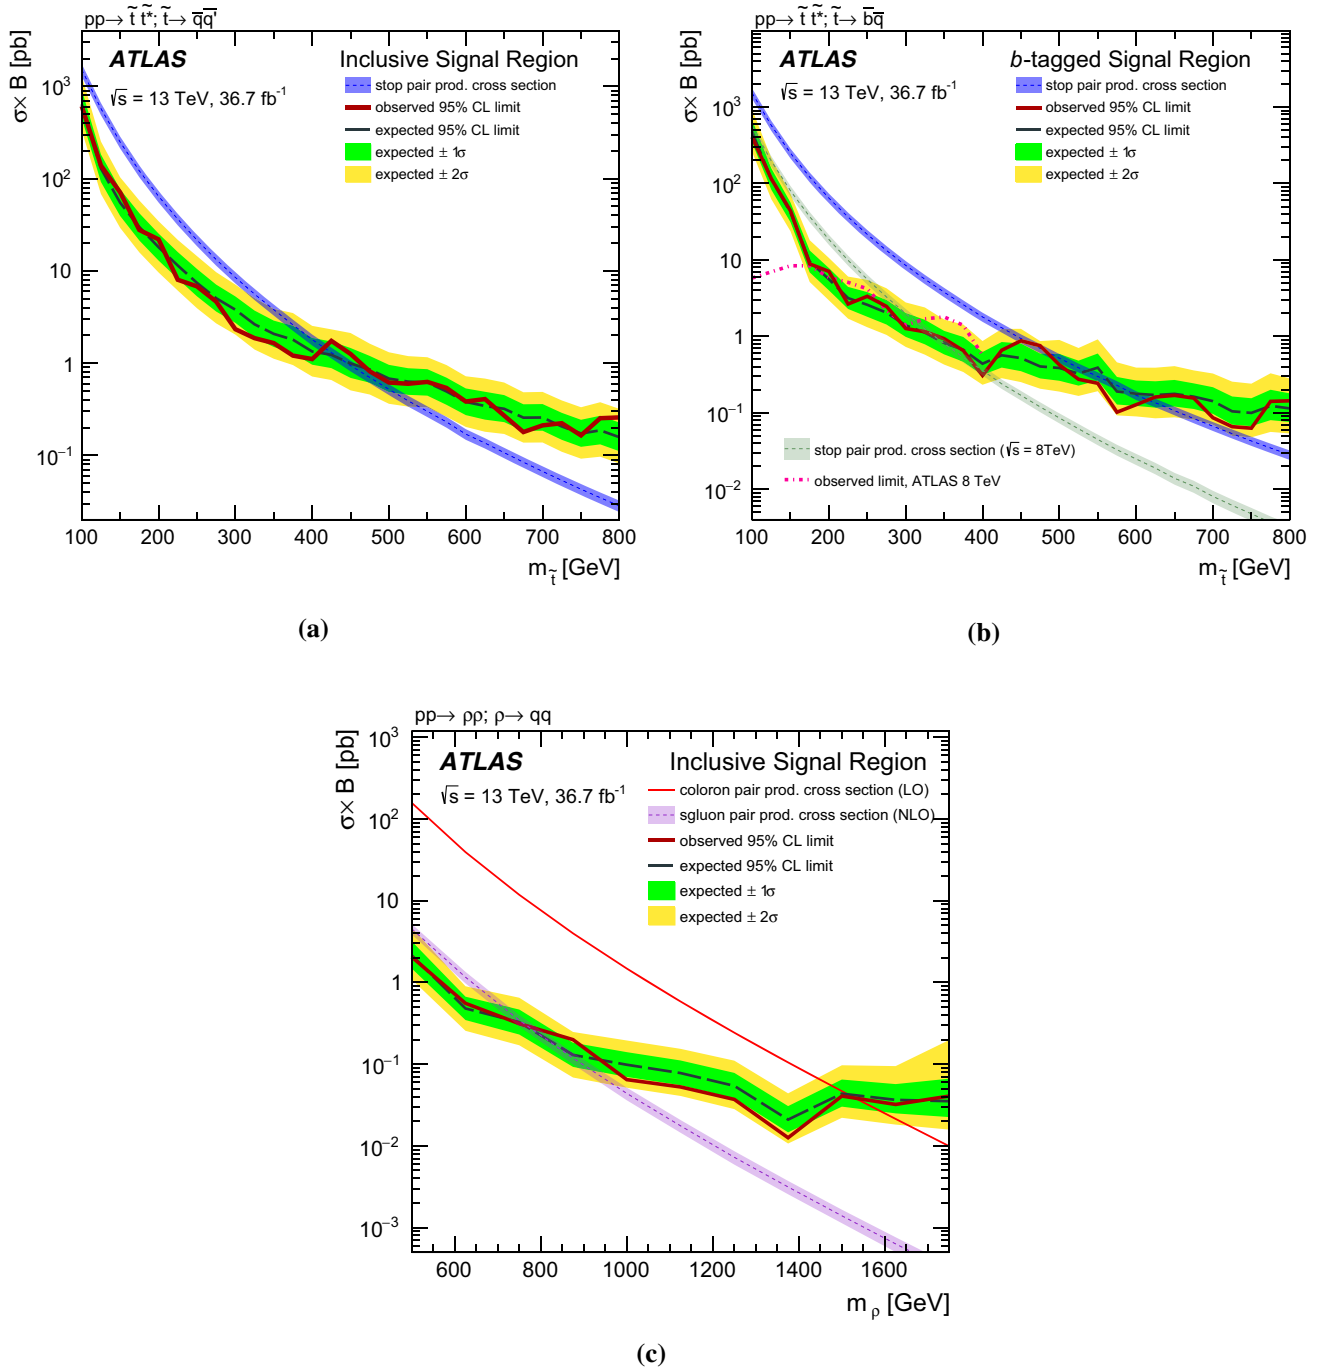 pp→ t̃ t̃*; t̃→ q̅q̅'
σ× B [pb]
ATLAS
Inclusive Signal Region
√s = 13 TeV, 36.7 fb⁻¹
stop pair prod. cross section
observed 95% CL limit
expected 95% CL limit
expected ± 1σ
expected ± 2σ
10³
10²
10
1
10⁻¹
100 200 300 400 500 600 700 800
m_t̃ [GeV]
(a)
pp→ t̃ t̃*; t̃→ b̅q̅
σ× B [pb]
ATLAS
b-tagged Signal Region
√s = 13 TeV, 36.7 fb⁻¹
stop pair prod. cross section
observed 95% CL limit
expected 95% CL limit
expected ± 1σ
expected ± 2σ
stop pair prod. cross section (√s = 8TeV)
observed limit, ATLAS 8 TeV
10³
10²
10
1
10⁻¹
10⁻²
100 200 300 400 500 600 700 800
m_t̃ [GeV]
(b)
pp→ ρρ; ρ→ qq
σ× B [pb]
ATLAS
Inclusive Signal Region
√s = 13 TeV, 36.7 fb⁻¹
coloron pair prod. cross section (LO)
sgluon pair prod. cross section (NLO)
observed 95% CL limit
expected 95% CL limit
expected ± 1σ
expected ± 2σ
10³
10²
10
1
10⁻¹
10⁻²
10⁻³
600 800 1000 1200 1400 1600
m_ρ [GeV]
(c)